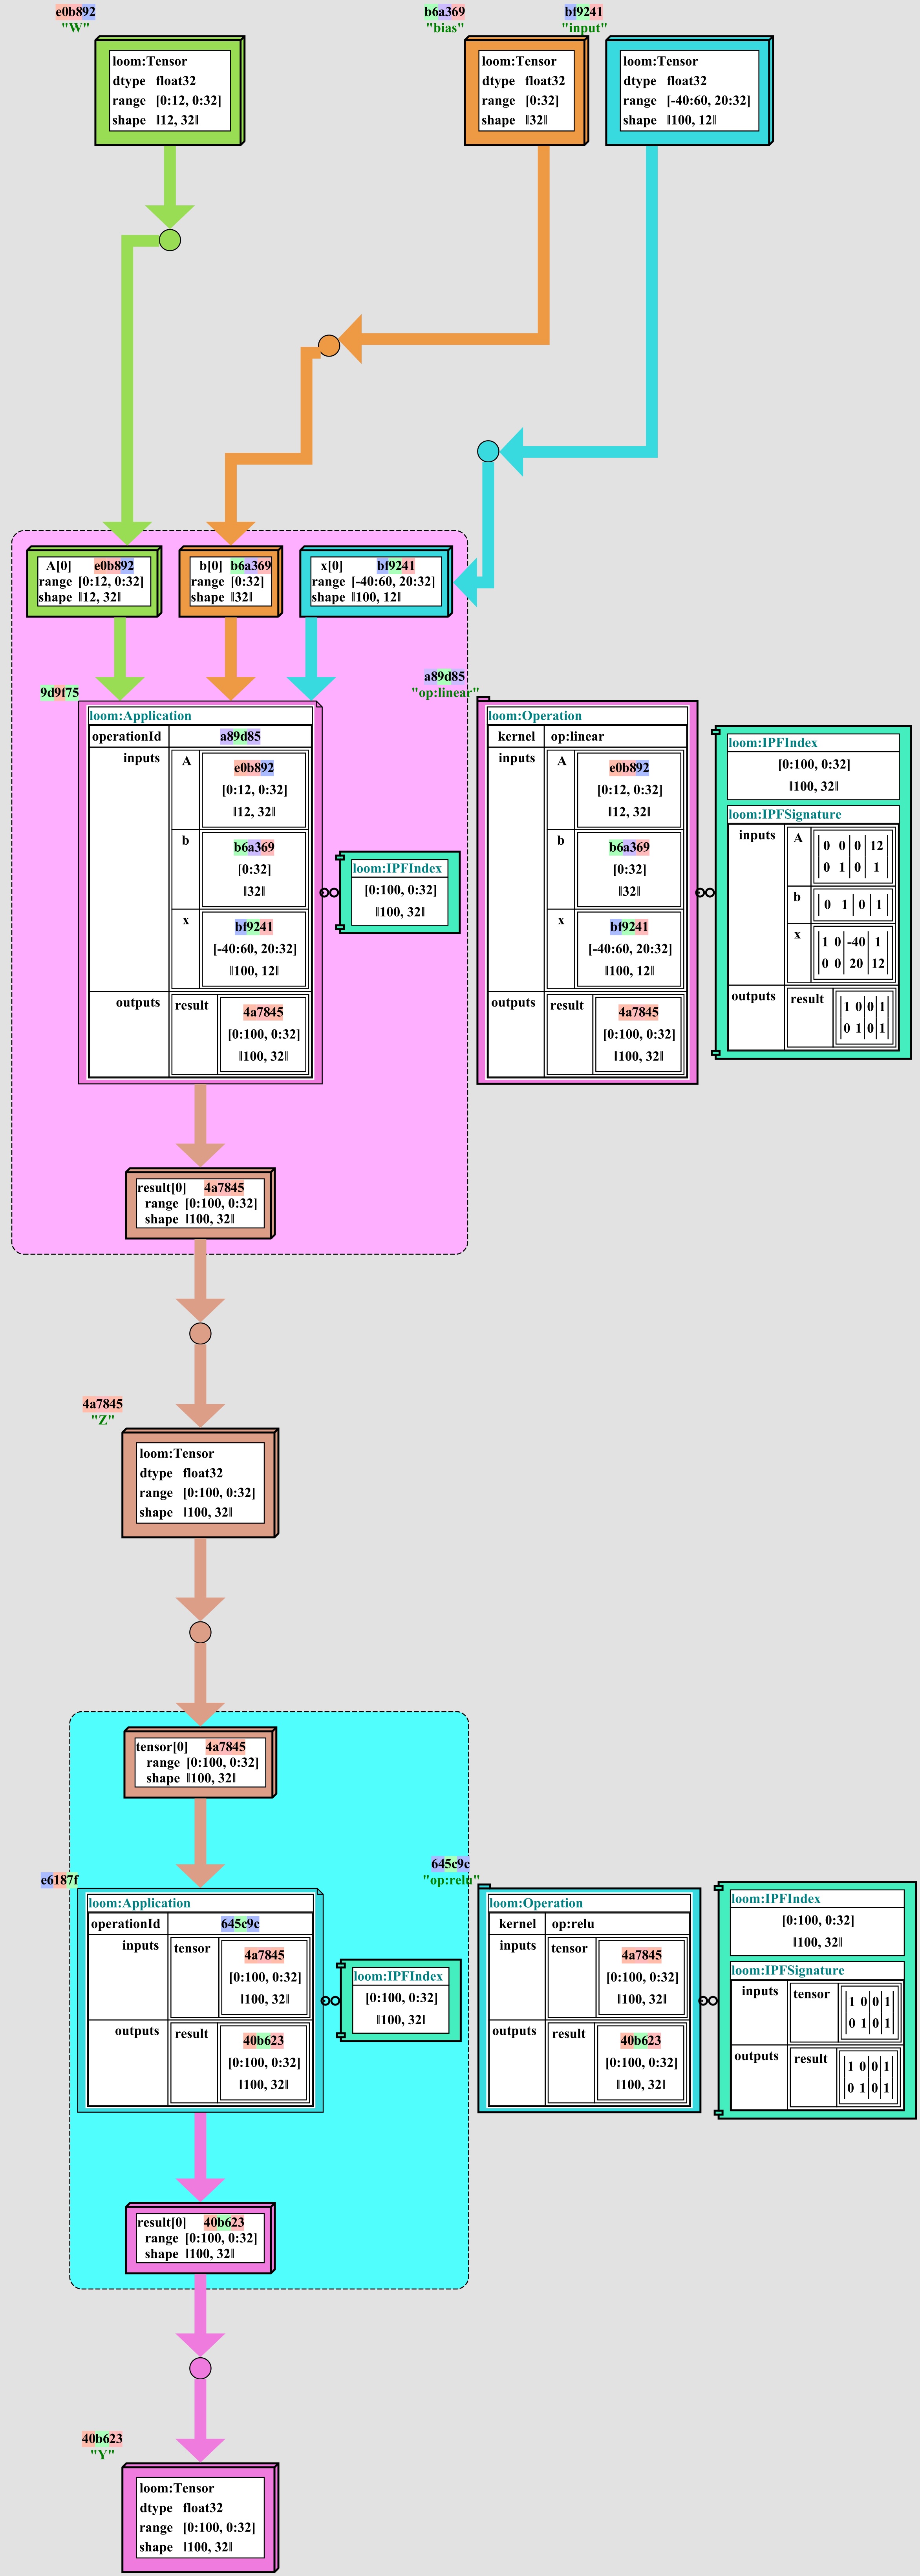 e0b892
"W"
loom:Tensor
dtype float32
range [0:12, 0:32]
shape ‖12, 32‖
b6a369
"bias"
loom:Tensor
dtype float32
range [0:32]
shape ‖32‖
bf9241
"input"
loom:Tensor
dtype float32
range [-40:60, 20:32]
shape ‖100, 12‖
A[0] e0b892
range [0:12, 0:32]
shape ‖12, 32‖
b[0] b6a369
range [0:32]
shape ‖32‖
x[0] bf9241
range [-40:60, 20:32]
shape ‖100, 12‖
9d9f75
loom:Application
operationId a89d85
inputs A e0b892
[0:12, 0:32]
‖12, 32‖
b b6a369
[0:32]
‖32‖
x bf9241
[-40:60, 20:32]
‖100, 12‖
outputs result 4a7845
[0:100, 0:32]
‖100, 32‖
loom:IPFIndex
[0:100, 0:32]
‖100, 32‖
a89d85
"op:linear"
loom:Operation
kernel op:linear
inputs A e0b892
[0:12, 0:32]
‖12, 32‖
b b6a369
[0:32]
‖32‖
x bf9241
[-40:60, 20:32]
‖100, 12‖
outputs result 4a7845
[0:100, 0:32]
‖100, 32‖
loom:IPFIndex
[0:100, 0:32]
‖100, 32‖
loom:IPFSignature
inputs A 0 0 0 12
0 1 0 1
b 0 1 0 1
x 1 0 -40 1
0 0 20 12
outputs result 1 0 0 1
0 1 0 1
result[0] 4a7845
range [0:100, 0:32]
shape ‖100, 32‖
4a7845
"Z"
loom:Tensor
dtype float32
range [0:100, 0:32]
shape ‖100, 32‖
tensor[0] 4a7845
range [0:100, 0:32]
shape ‖100, 32‖
e6187f
loom:Application
operationId 645c9c
inputs tensor 4a7845
[0:100, 0:32]
‖100, 32‖
outputs result 40b623
[0:100, 0:32]
‖100, 32‖
loom:IPFIndex
[0:100, 0:32]
‖100, 32‖
645c9c
"op:relu"
loom:Operation
kernel op:relu
inputs tensor 4a7845
[0:100, 0:32]
‖100, 32‖
outputs result 40b623
[0:100, 0:32]
‖100, 32‖
loom:IPFIndex
[0:100, 0:32]
‖100, 32‖
loom:IPFSignature
inputs tensor 1 0 0 1
0 1 0 1
outputs result 1 0 0 1
0 1 0 1
result[0] 40b623
range [0:100, 0:32]
shape ‖100, 32‖
40b623
"Y"
loom:Tensor
dtype float32
range [0:100, 0:32]
shape ‖100, 32‖